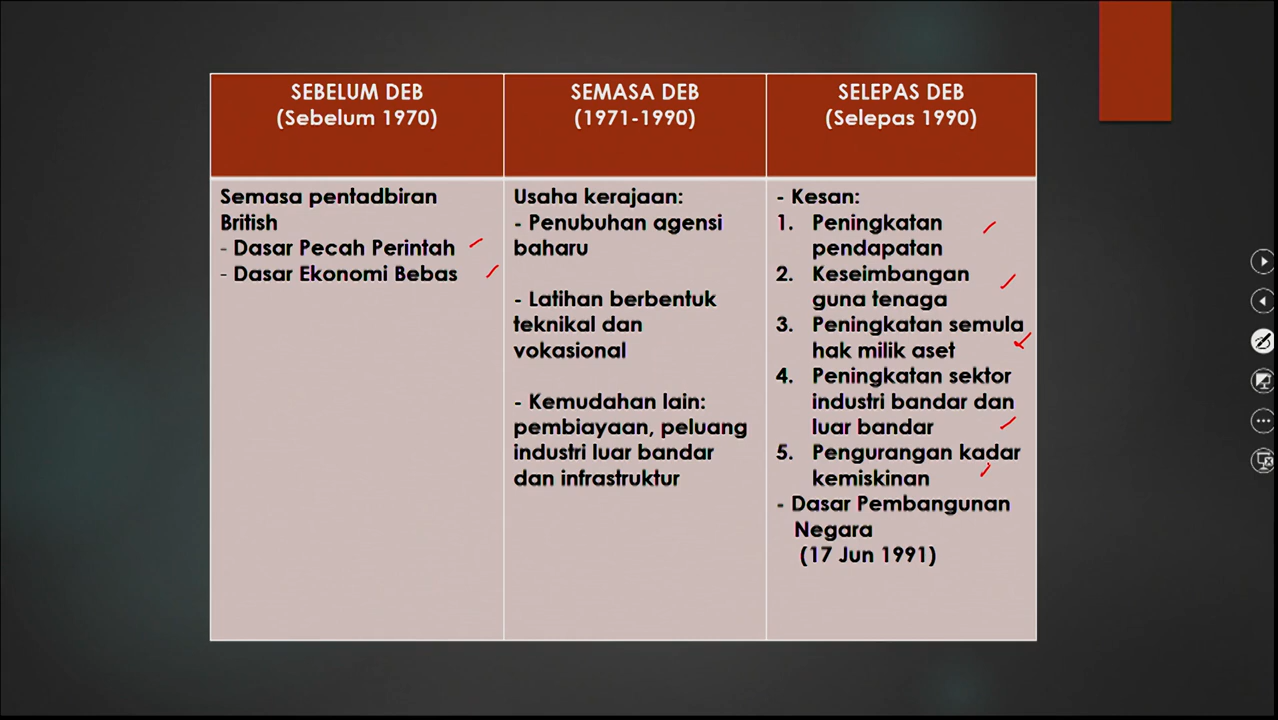 SEBELUM DEB
(Sebelum 1970)
SEMASA DEB
(1971-1990)
SELEPAS DEB
(Selepas 1990)
Semasa pentadbiran
British
- Dasar Pecah Perintah
- Dasar Ekonomi Bebas
Usaha kerajaan:
- Penubuhan agensi
baharu
- Latihan berbentuk
teknikal dan
vokasional
- Kemudahan lain:
pembiayaan, peluang
industri luar bandar
dan infrastruktur
- Kesan:
1. Peningkatan
pendapatan
2. Keseimbangan
guna tenaga
3. Peningkatan semula
hak milik aset
4. Peningkatan sektor
industri bandar dan
luar bandar
5. Pengurangan kadar
kemiskinan
- Dasar Pembangunan
Negara
(17 Jun 1991)